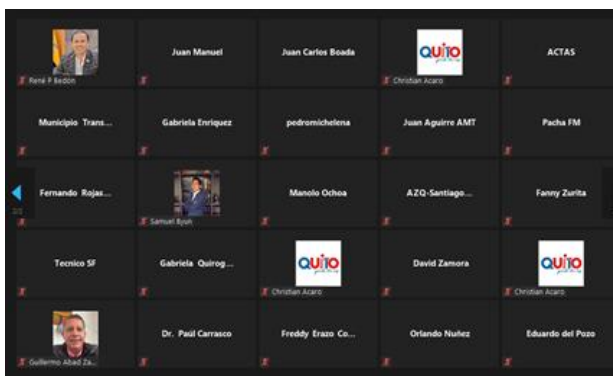 René P Bedón
Juan Manuel
Juan Carlos Boada
QUITO
Christian Acaro
ACTAS
Municipio Trans...
Gabriela Enriquez
pedromichelena
Juan Aguirre AMT
Pacha FM
Fernando Rojas...
Samuel Byun
Manolo Ochoa
AZQ-Santiago...
Fanny Zurita
Tecnico SF
Gabriela Quirog...
QUITO
Christian Acaro
David Zamora
QUITO
Christian Acaro
Guillermo Abad Za...
Dr. Paúl Carrasco
Freddy Erazo Co...
Orlando Nuñez
Eduardo del Pozo